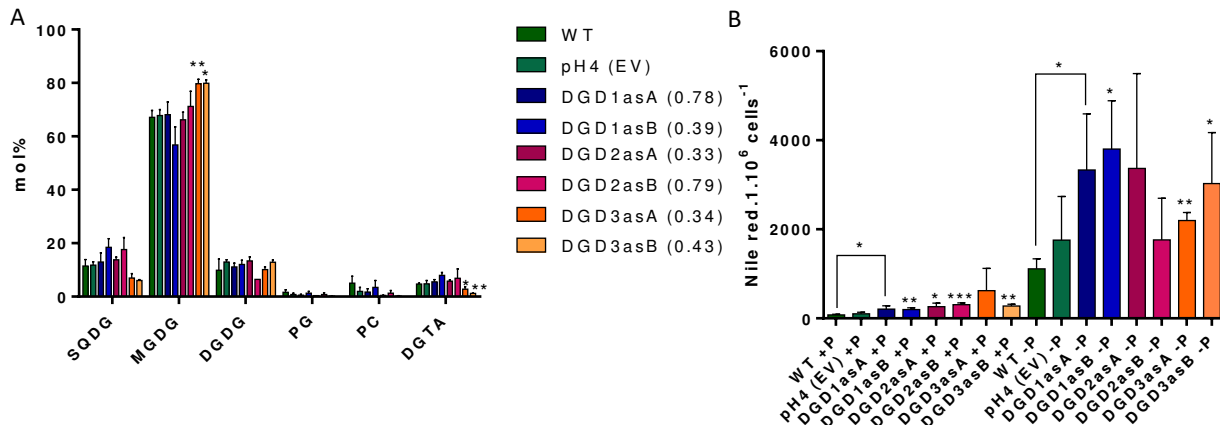 A
mol%
100
80
60
40
20
0
**
*
*
**
SQDG
MGDG
DGDG
PG
PC
DGTA
WT
pH4 (EV)
DGD1asA (0.78)
DGD1asB (0.39)
DGD2asA (0.33)
DGD2asB (0.79)
DGD3asA (0.34)
DGD3asB (0.43)
B
Nile red.1.10⁶ cells⁻¹
6000
4000
2000
0
*
**
*
***
**
*
*
**
*
WT +P
pH4 (EV) +P
DGD1asA +P
DGD1asB +P
DGD2asA +P
DGD2asB +P
DGD3asA +P
DGD3asB +P
WT -P
pH4 (EV) -P
DGD1asA -P
DGD1asB -P
DGD2asA -P
DGD2asB -P
DGD3asA -P
DGD3asB -P